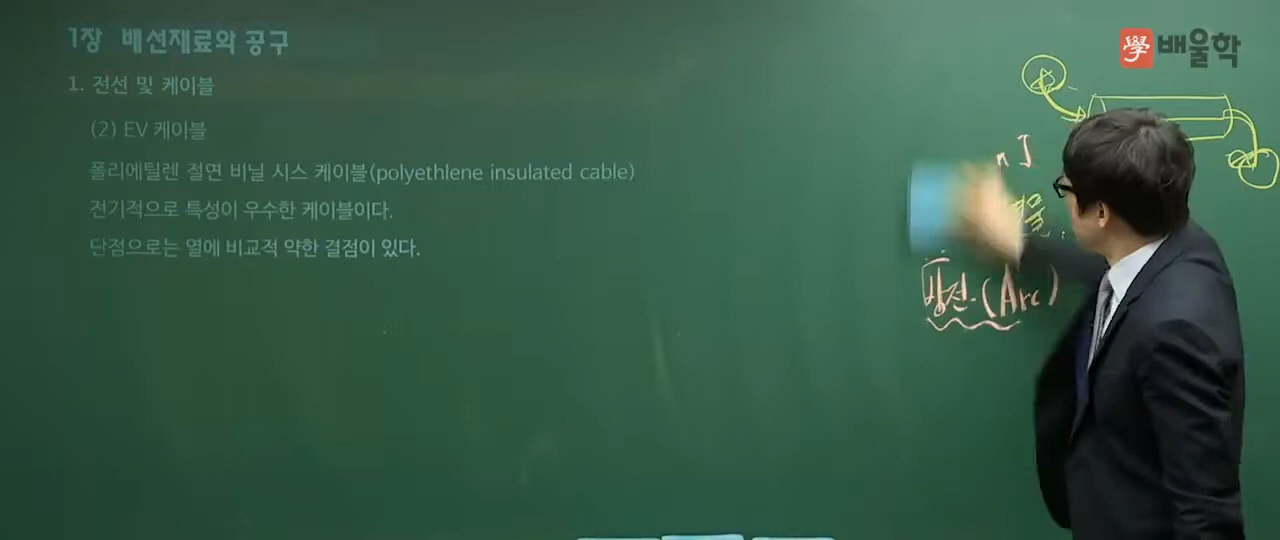 1장 배선재료와 공구
學 배울학
1. 전선 및 케이블
(2) EV 케이블
폴리에틸렌 절연 비닐 시스 케이블(polyethlene insulated cable)
전기적으로 특성이 우수한 케이블이다.
단점으로는 열에 비교적 약한 결점이 있다.
방전·(Arc)